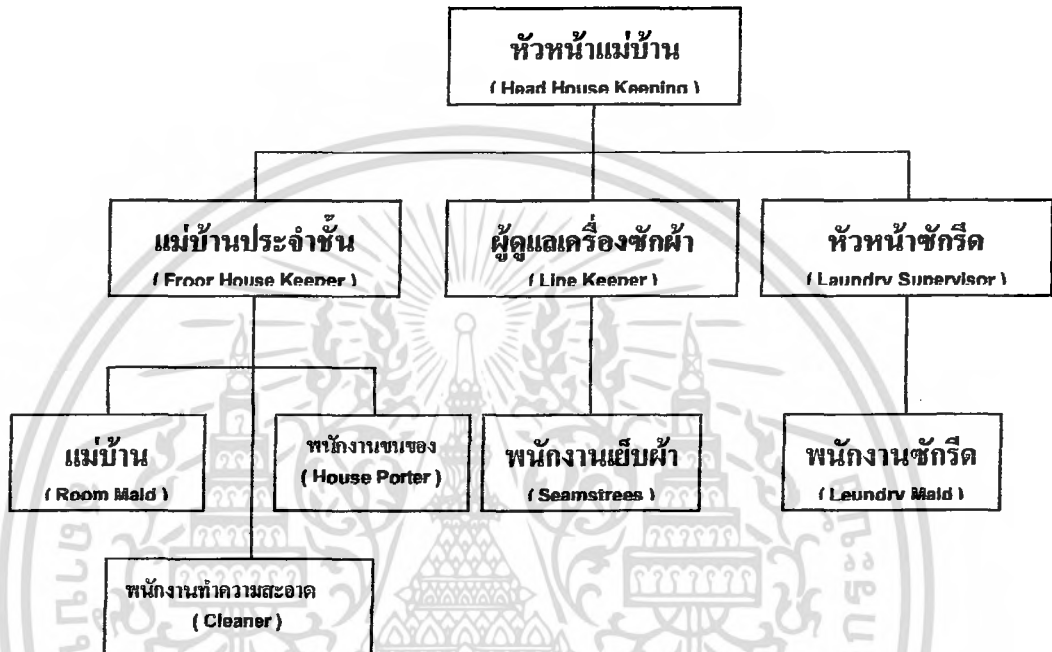 หัวหน้าแม่บ้าน
( Head House Keeping )
แม่บ้านประจำชั้น
( Froor House Keeper )
ผู้ดูแลเครื่องซักผ้า
( Line Keeper )
หัวหน้าซักรีด
( Laundry Supervisor )
แม่บ้าน
( Room Maid )
พนักงานขนของ
( House Porter )
พนักงานเย็บผ้า
( Seamstrees )
พนักงานซักรีด
( Leundry Maid )
พนักงานทำความสะอาด
( Cleaner )